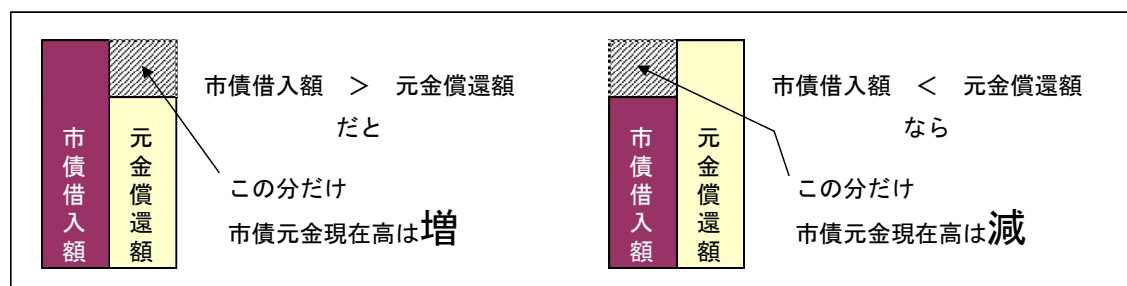 市債借入額
元金償還額
市債借入額 ＞ 元金償還額
だと
この分だけ
市債元金現在高は増
市債借入額
元金償還額
市債借入額 ＜ 元金償還額
なら
この分だけ
市債元金現在高は減